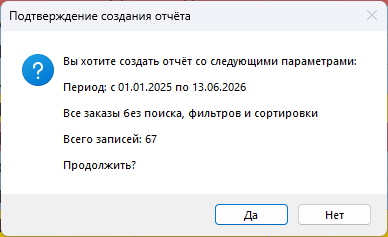 Подтверждение создания отчёта
Вы хотите создать отчёт со следующими параметрами:
Период: с 01.01.2025 по 13.06.2026
Все заказы без поиска, фильтров и сортировки
Всего записей: 67
Продолжить?
Да
Нет